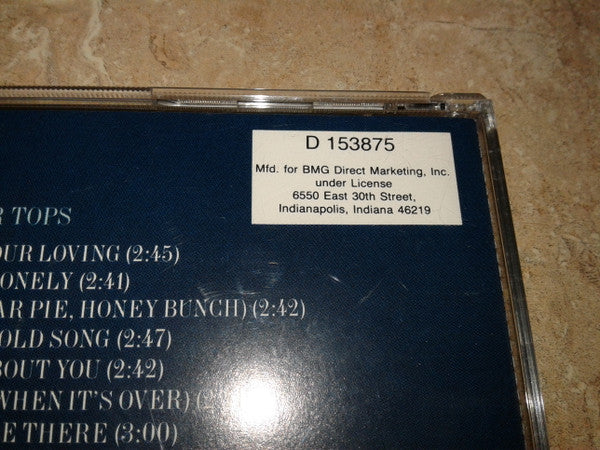 D 153875
Mfd. for BMG Direct Marketing, Inc.
under License
6550 East 30th Street,
Indianapolis, Indiana 46219
R TOPS
OUR LOVING (2:45)
ONELY (2:41)
AR PIE, HONEY BUNCH) (2:42)
OLD SONG (2:47)
BOUT YOU (2:42)
WHEN IT'S OVER) (2
E THERE (3:00)